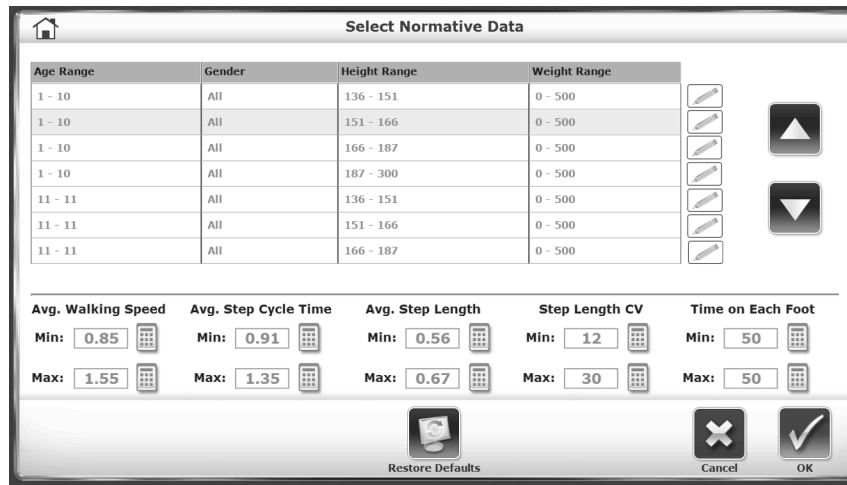 Select Normative Data
Age Range Gender Height Range Weight Range
1 - 10 All 136 - 151 0 - 500
1 - 10 All 151 - 166 0 - 500
1 - 10 All 166 - 187 0 - 500
1 - 10 All 187 - 300 0 - 500
11 - 11 All 136 - 151 0 - 500
11 - 11 All 151 - 166 0 - 500
11 - 11 All 166 - 187 0 - 500
Avg. Walking Speed Avg. Step Cycle Time Avg. Step Length Step Length CV Time on Each Foot
Min: 0.85 Min: 0.91 Min: 0.56 Min: 12 Min: 50
Max: 1.55 Max: 1.35 Max: 0.67 Max: 30 Max: 50
Restore Defaults Cancel OK